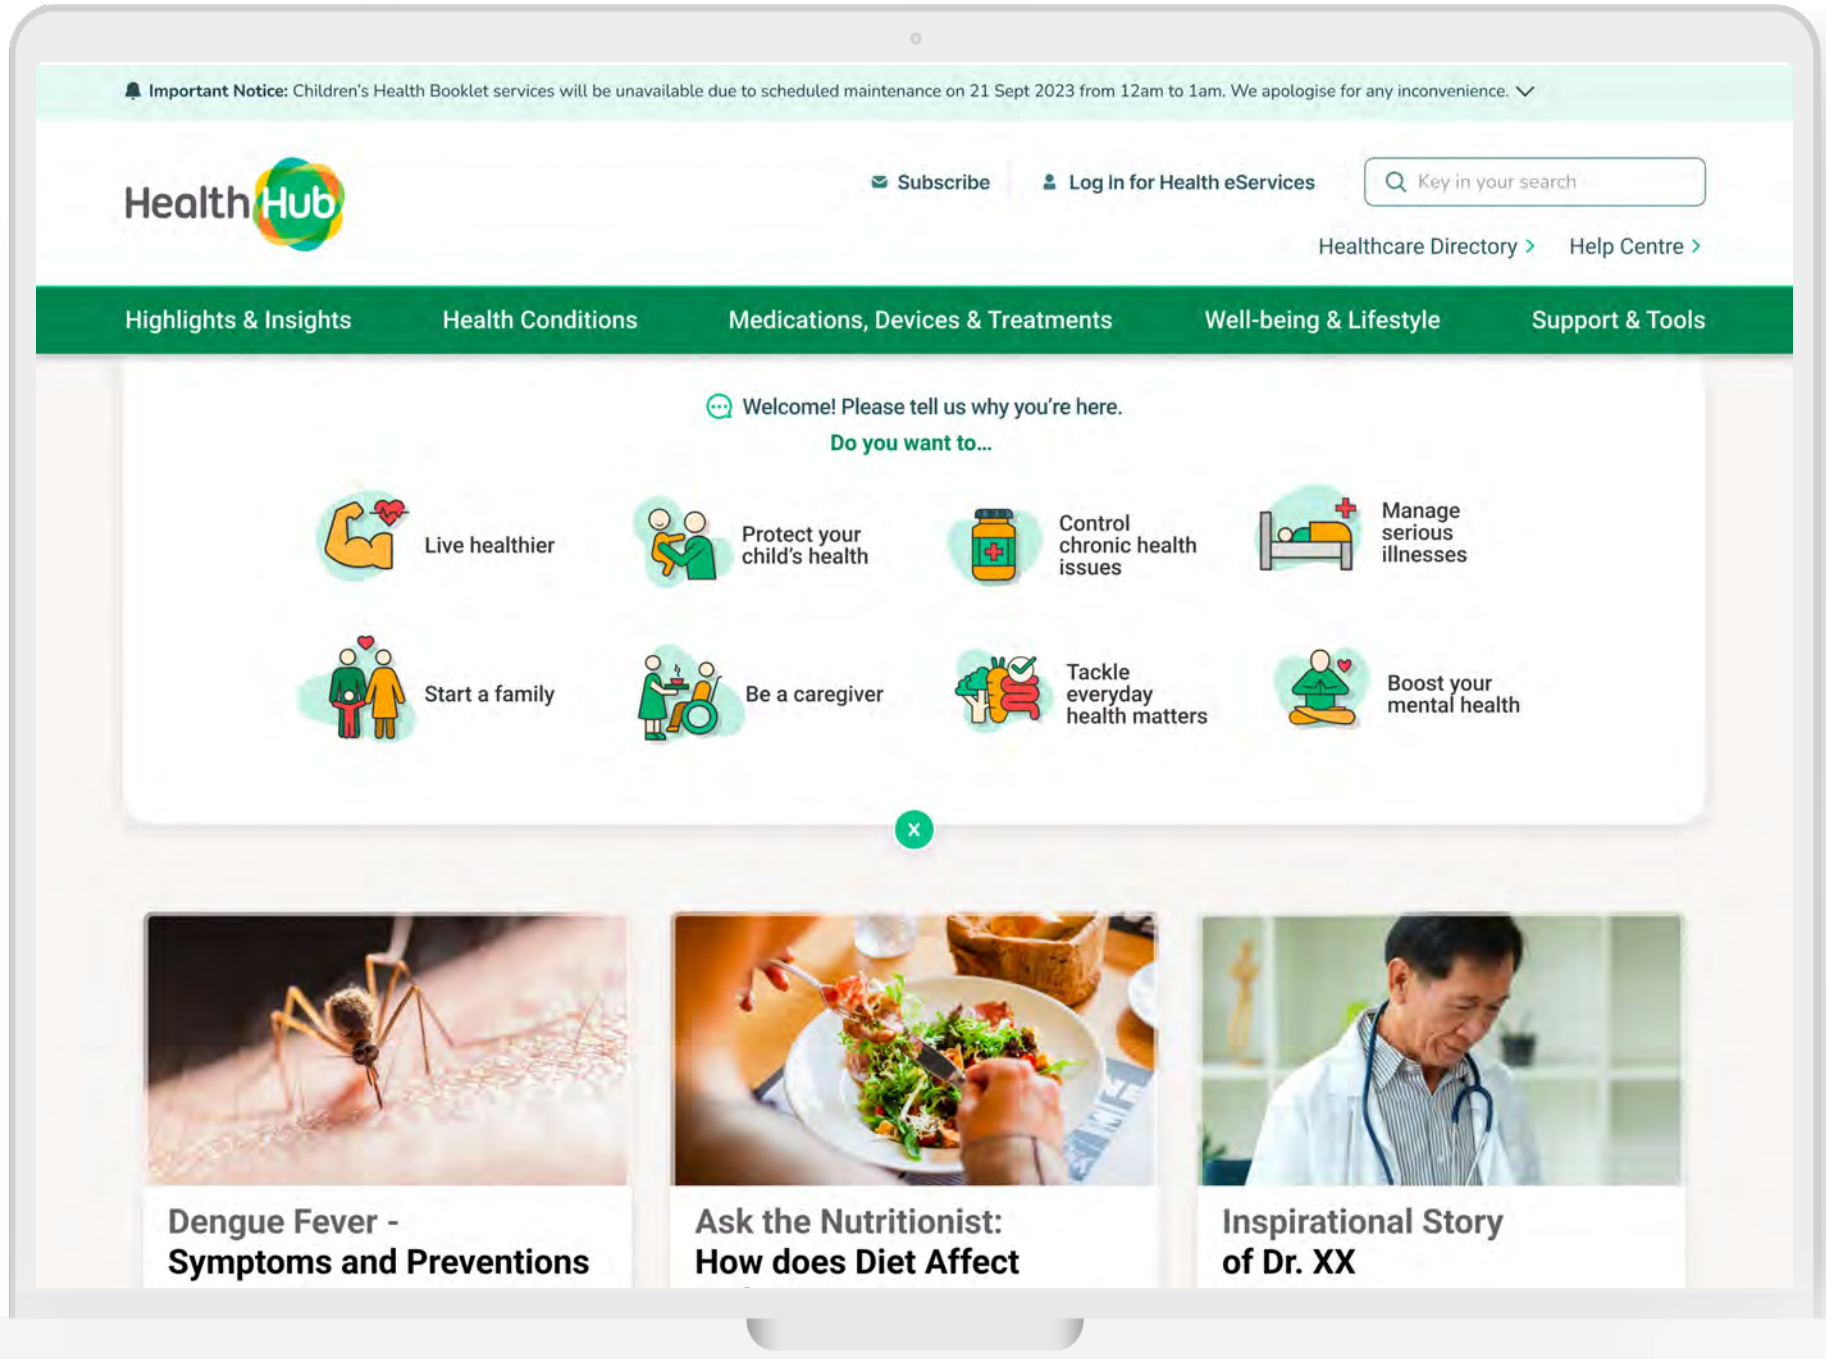 Important Notice: Children's Health Booklet services will be unavailable due to scheduled maintenance on 21 Sept 2023 from 12am to 1am. We apologise for any inconvenience.
HealthHub
Subscribe
Log In for Health eServices
Key in your search
Healthcare Directory >
Help Centre >
Highlights & Insights
Health Conditions
Medications, Devices & Treatments
Well-being & Lifestyle
Support & Tools
Welcome! Please tell us why you're here.
Do you want to...
Live healthier
Protect your
child's health
Control
chronic health
issues
Manage
serious
illnesses
Start a family
Be a caregiver
Tackle
everyday
health matters
Boost your
mental health
X
Dengue Fever -
Symptoms and Preventions
Ask the Nutritionist:
How does Diet Affect
Inspirational Story
of Dr. XX